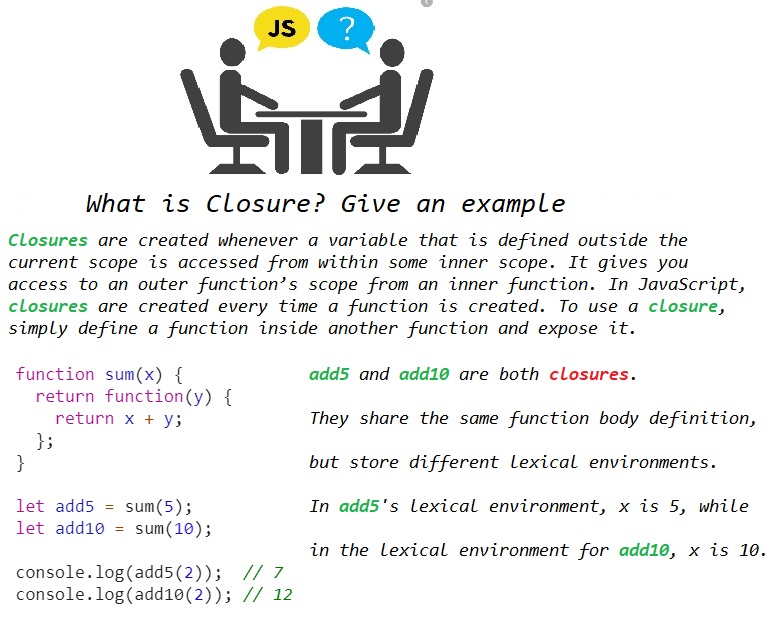 JS ?
What is Closure? Give an example
Closures are created whenever a variable that is defined outside the
current scope is accessed from within some inner scope. It gives you
access to an outer function’s scope from an inner function. In JavaScript,
closures are created every time a function is created. To use a closure,
simply define a function inside another function and expose it.
function sum(x) {
return function(y) {
return x + y;
};
}
let add5 = sum(5);
let add10 = sum(10);
console.log(add5(2)); // 7
console.log(add10(2)); // 12
add5 and add10 are both closures.
They share the same function body definition,
but store different lexical environments.
In add5's lexical environment, x is 5, while
in the lexical environment for add10, x is 10.